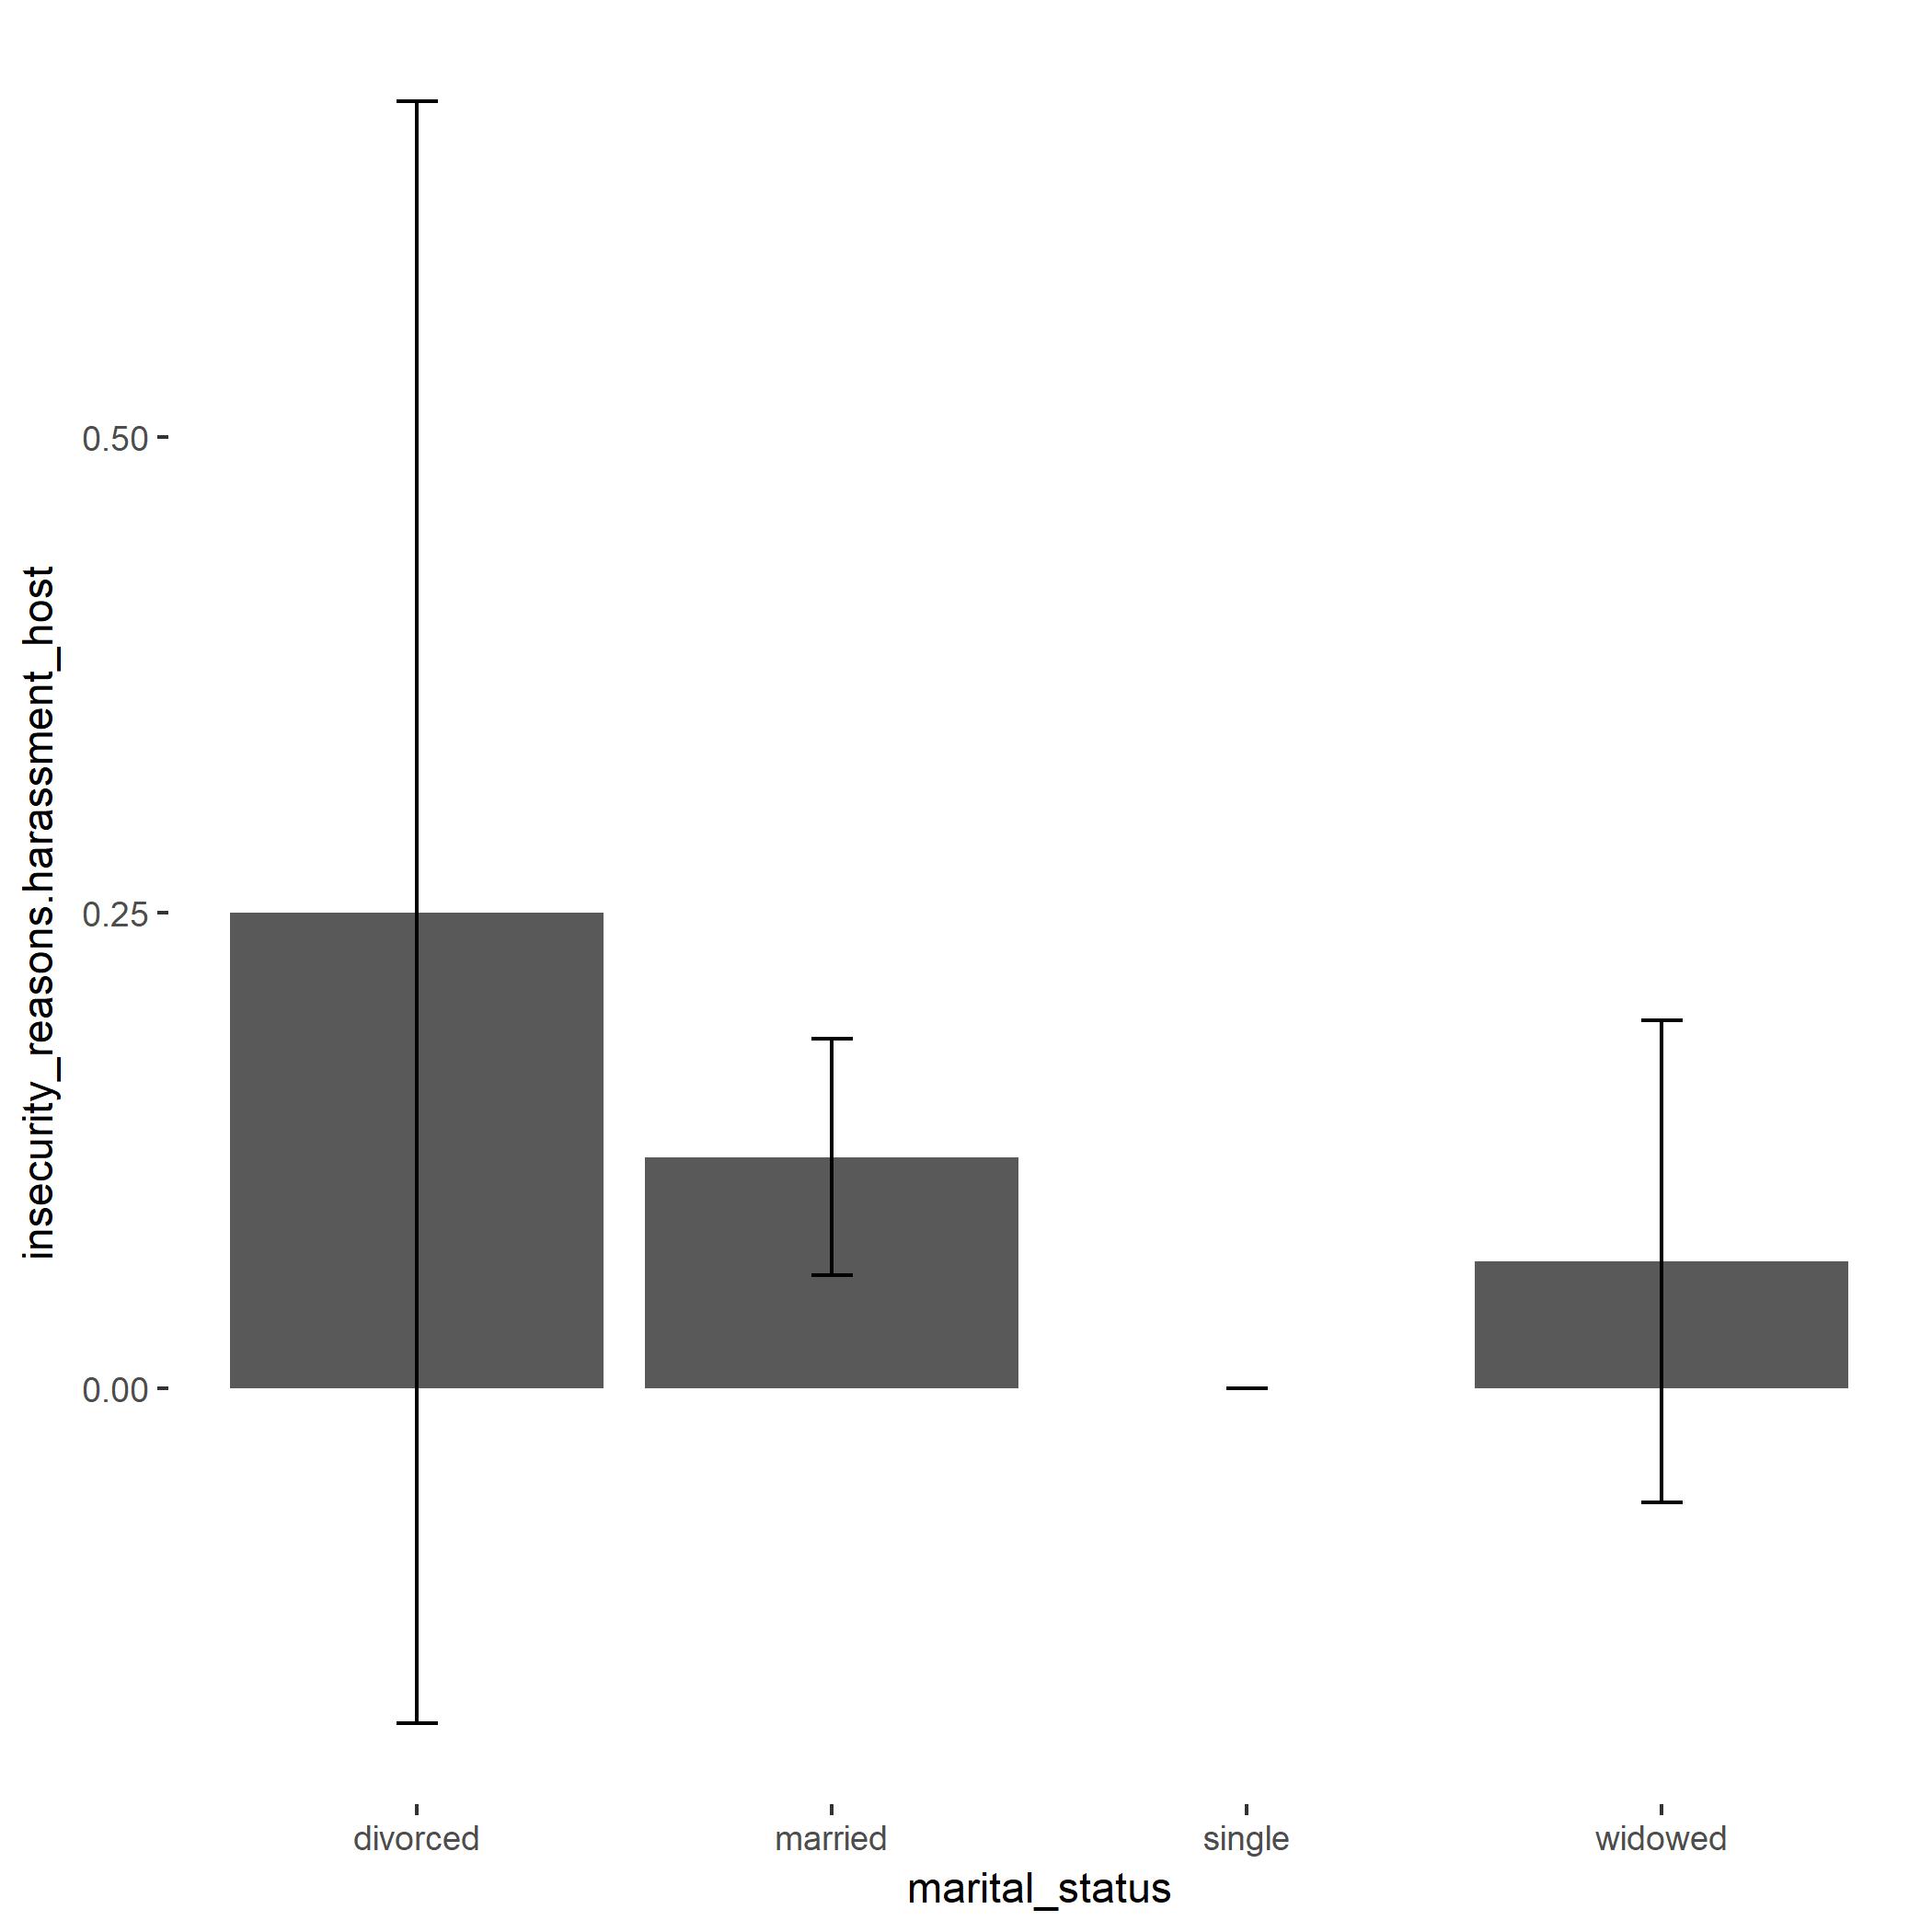 insecurity_reasons.harassment_host
0.50
0.25
0.00
divorced married single widowed
marital_status